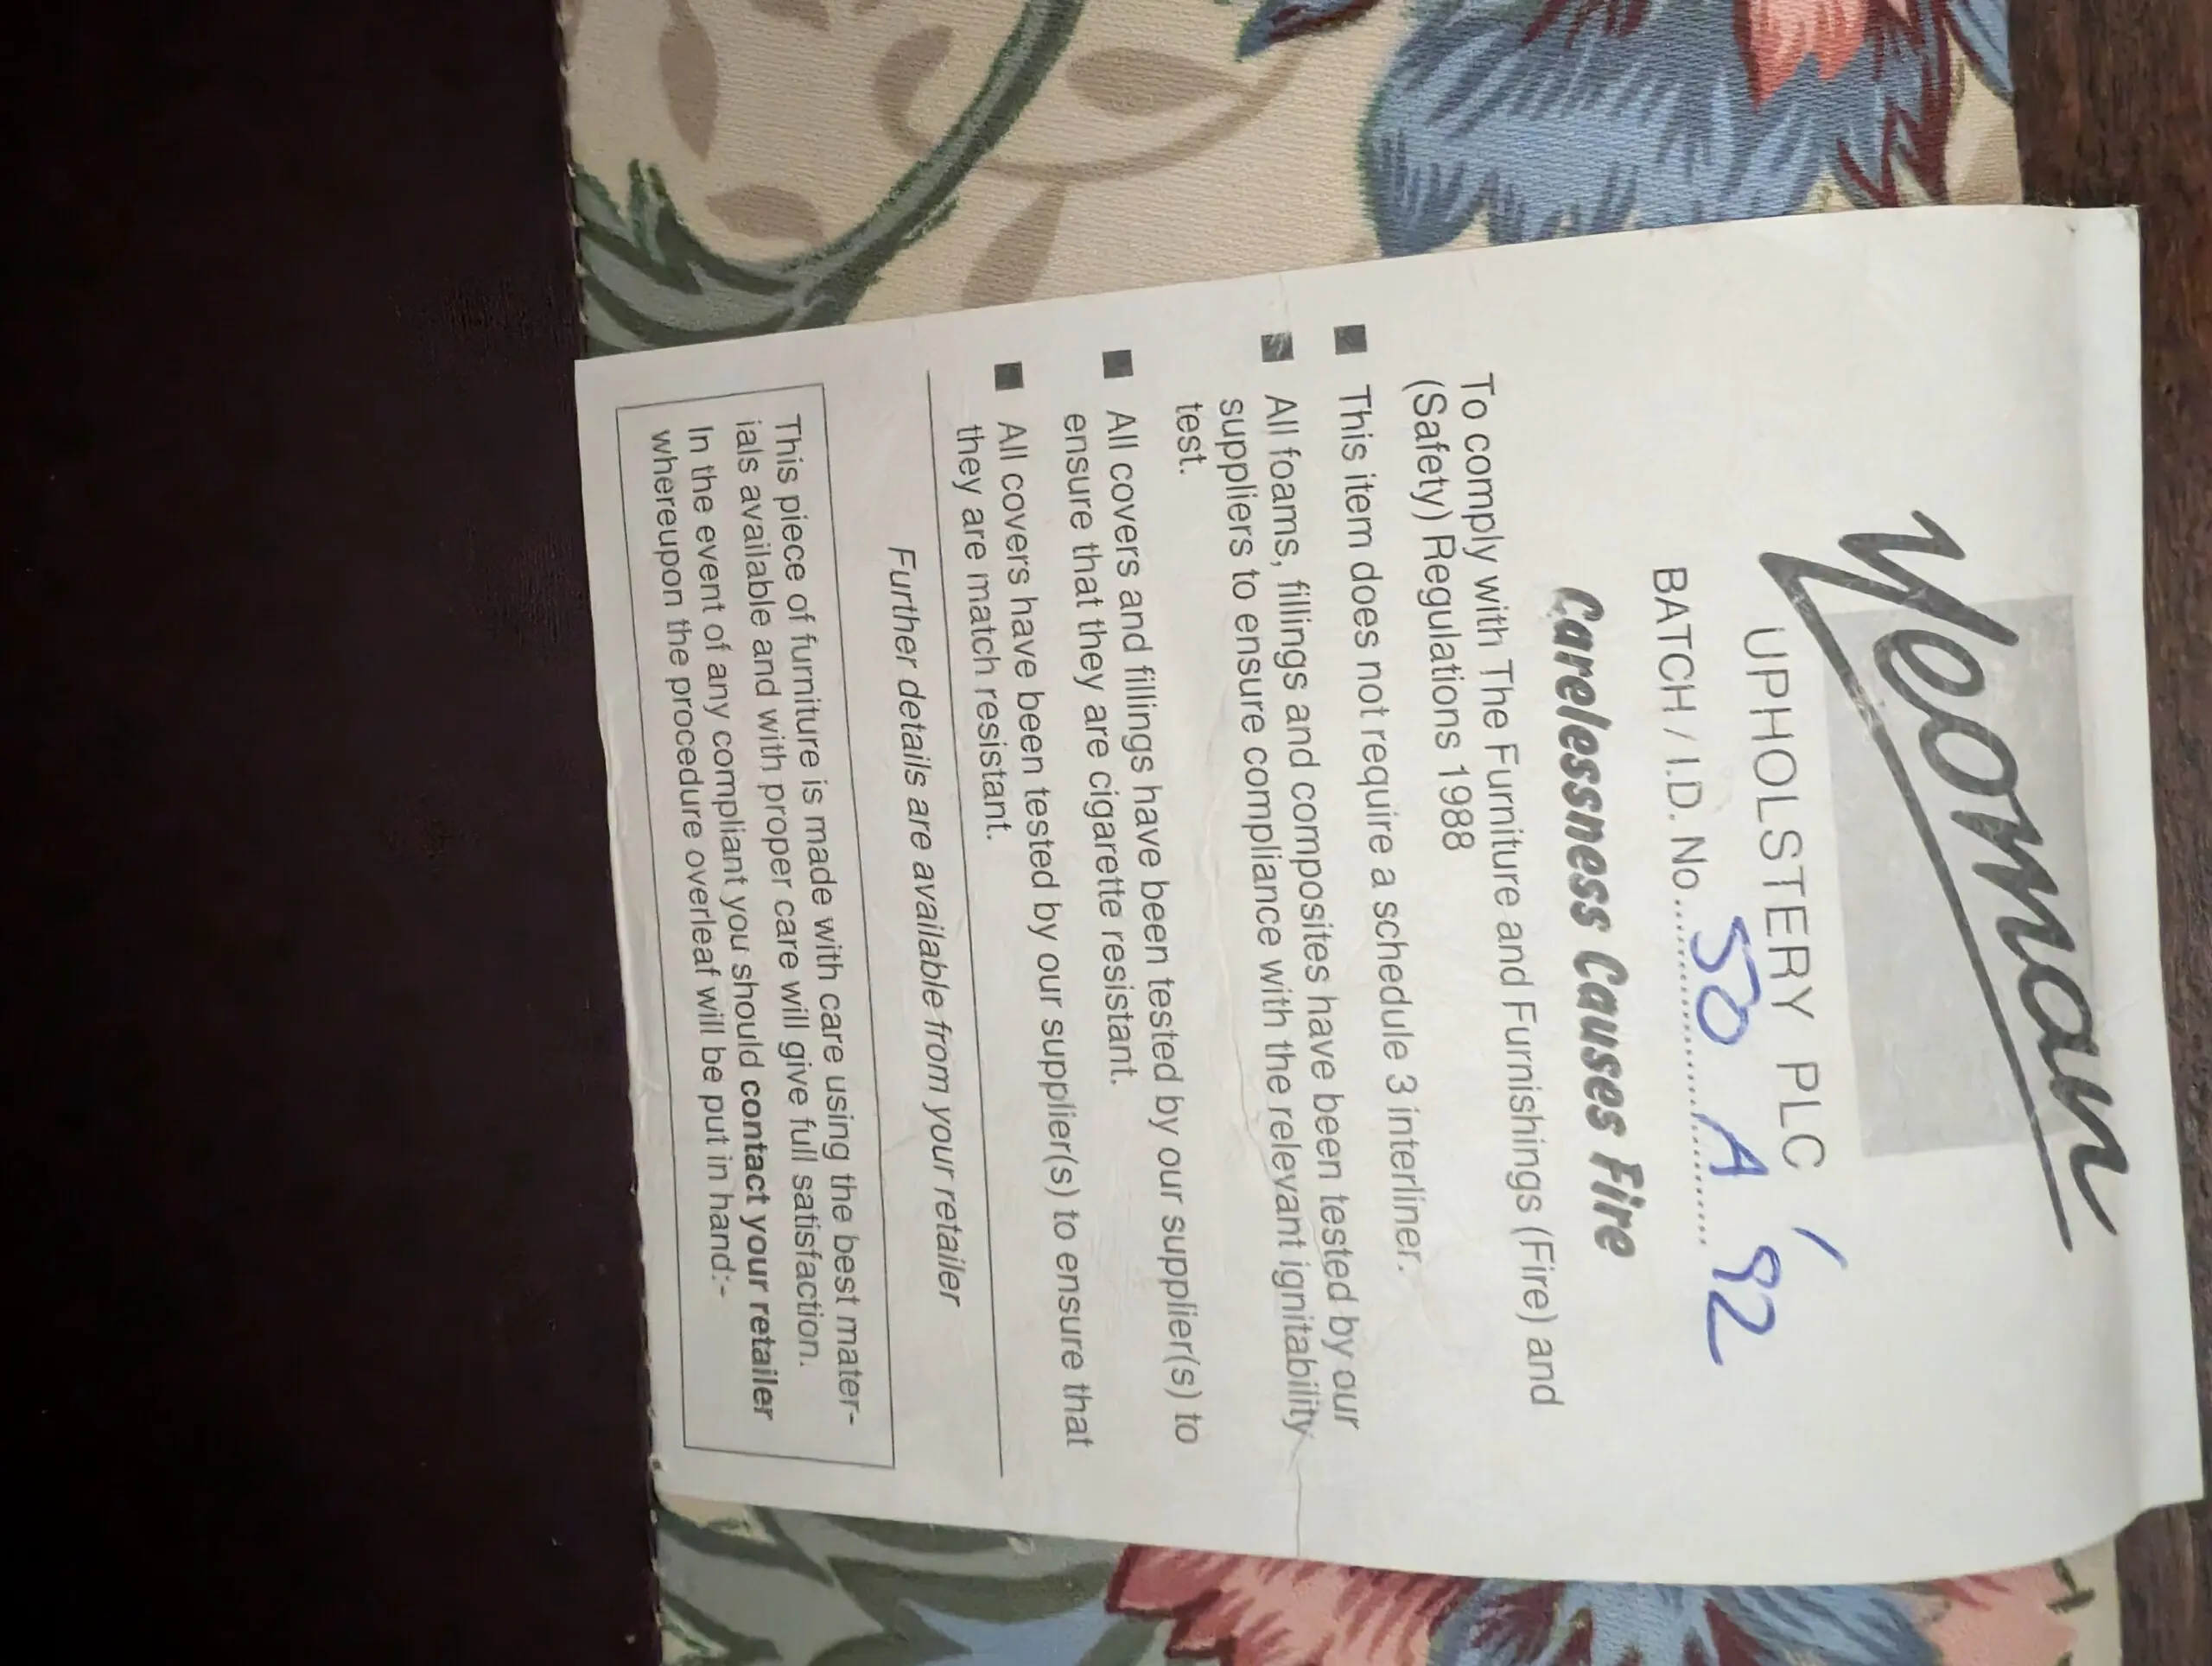 Yeoman
UPHOLSTERY PLC
BATCH / I.D. No.......................... 50 A 92
Carelessness Causes Fire
To comply with The Furniture and Furnishings (Fire) and
(Safety) Regulations 1988
■ This item does not require a schedule 3 interliner.
■ All foams, fillings and composites have been tested by our
suppliers to ensure compliance with the relevant ignitability
test.
■ All covers and fillings have been tested by our supplier(s) to
ensure that they are cigarette resistant.
■ All covers have been tested by our supplier(s) to ensure that
they are match resistant.
Further details are available from your retailer
This piece of furniture is made with care using the best mater-
ials available and with proper care will give full satisfaction.
In the event of any compliant you should contact your retailer
whereupon the procedure overleaf will be put in hand:-